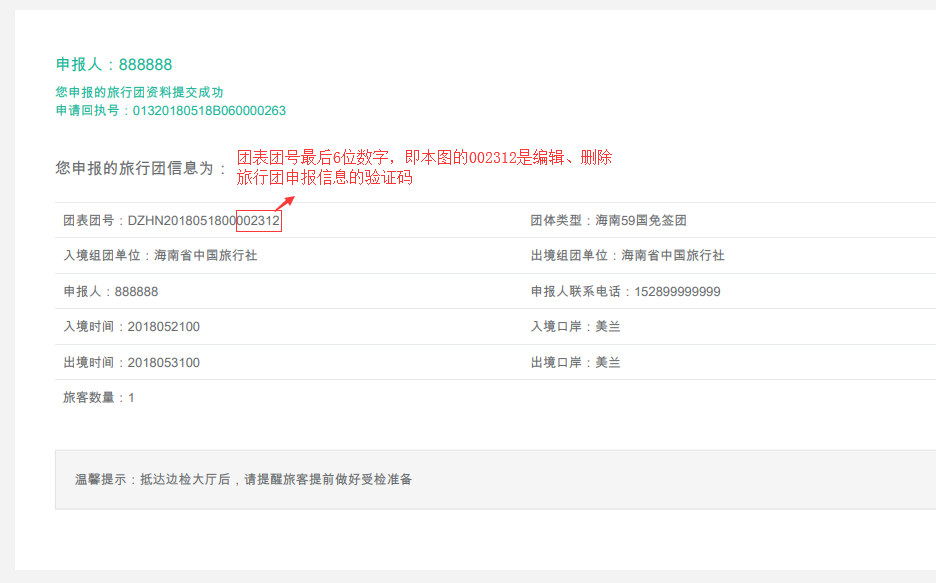 申报人：888888
您申报的旅行团资料提交成功
申请回执号：01320180518B060000263
您申报的旅行团信息为：
团表团号最后6位数字，即本图的002312是编辑、删除
旅行团申报信息的验证码
团表团号：DZHN2018051800002312 团体类型：海南59国免签团
入境组团单位：海南省中国旅行社 出境组团单位：海南省中国旅行社
申报人：888888 申报人联系电话：152899999999
入境时间：2018052100 入境口岸：美兰
出境时间：2018053100 出境口岸：美兰
旅客数量：1
温馨提示：抵达边检大厅后，请提醒旅客提前做好受检准备